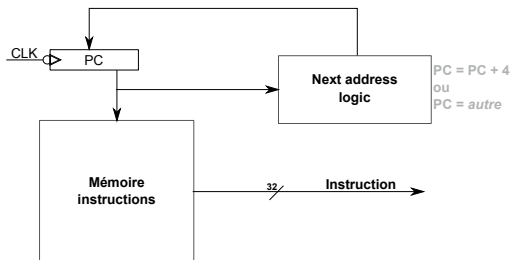 CLK
PC
Next address
logic
PC = PC + 4
ou
PC = autre
Mémoire
instructions
32
Instruction